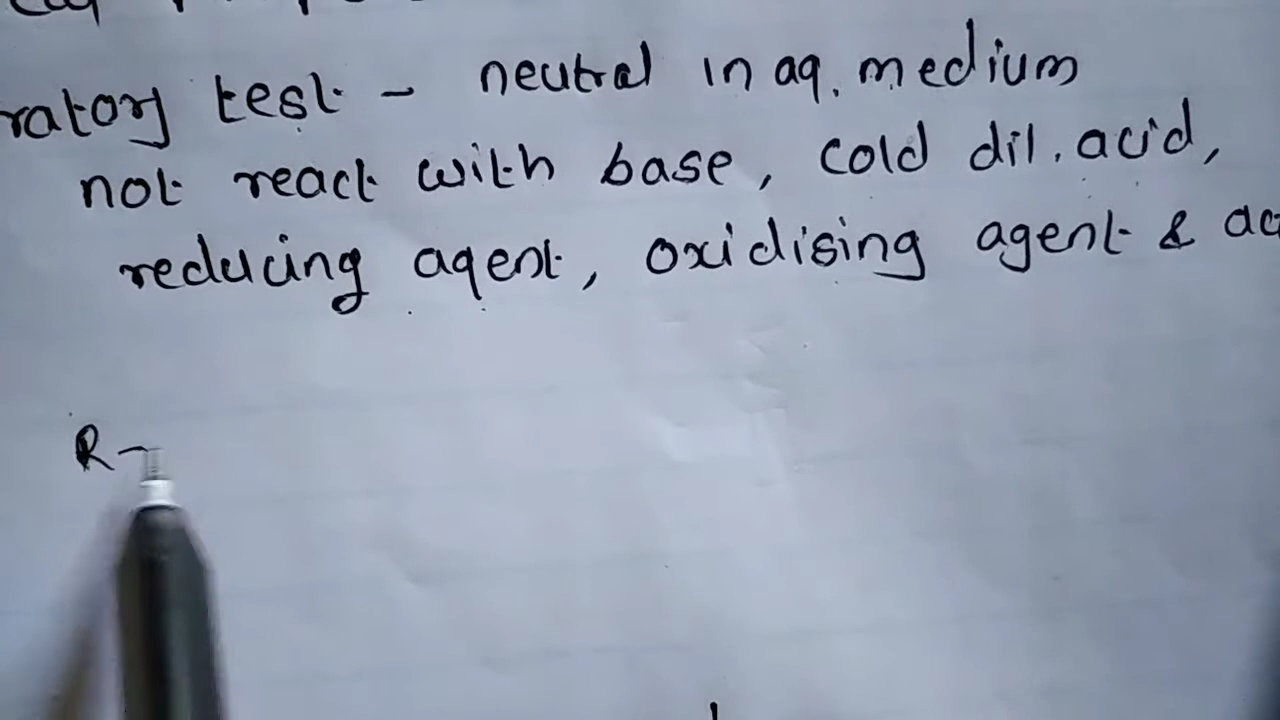 ratory test - neutral in aq. medium
not react with base, cold dil. acid,
reducing agent, oxidising agent & ac
R-